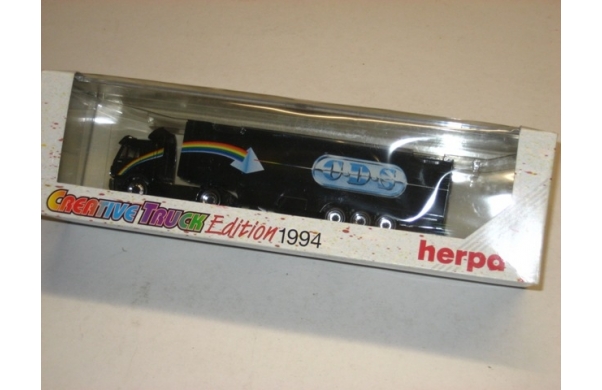 CDS
CREATIVE TRUCK Edition 1994
herpa